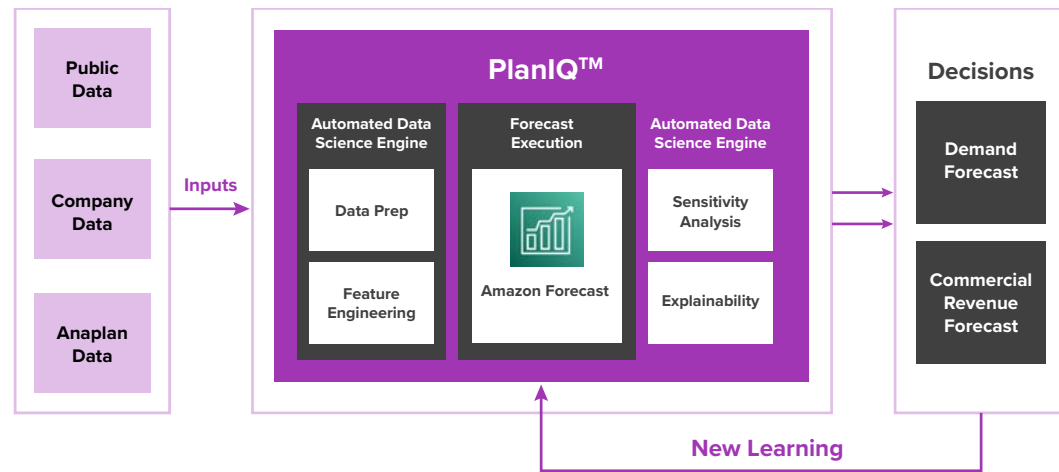 Public
Data
Company
Data
Anaplan
Data
Inputs
PlanIQ™
Automated Data
Science Engine
Data Prep
Feature
Engineering
Forecast
Execution
Amazon Forecast
Automated Data
Science Engine
Sensitivity
Analysis
Explainability
Decisions
Demand
Forecast
Commercial
Revenue
Forecast
New Learning